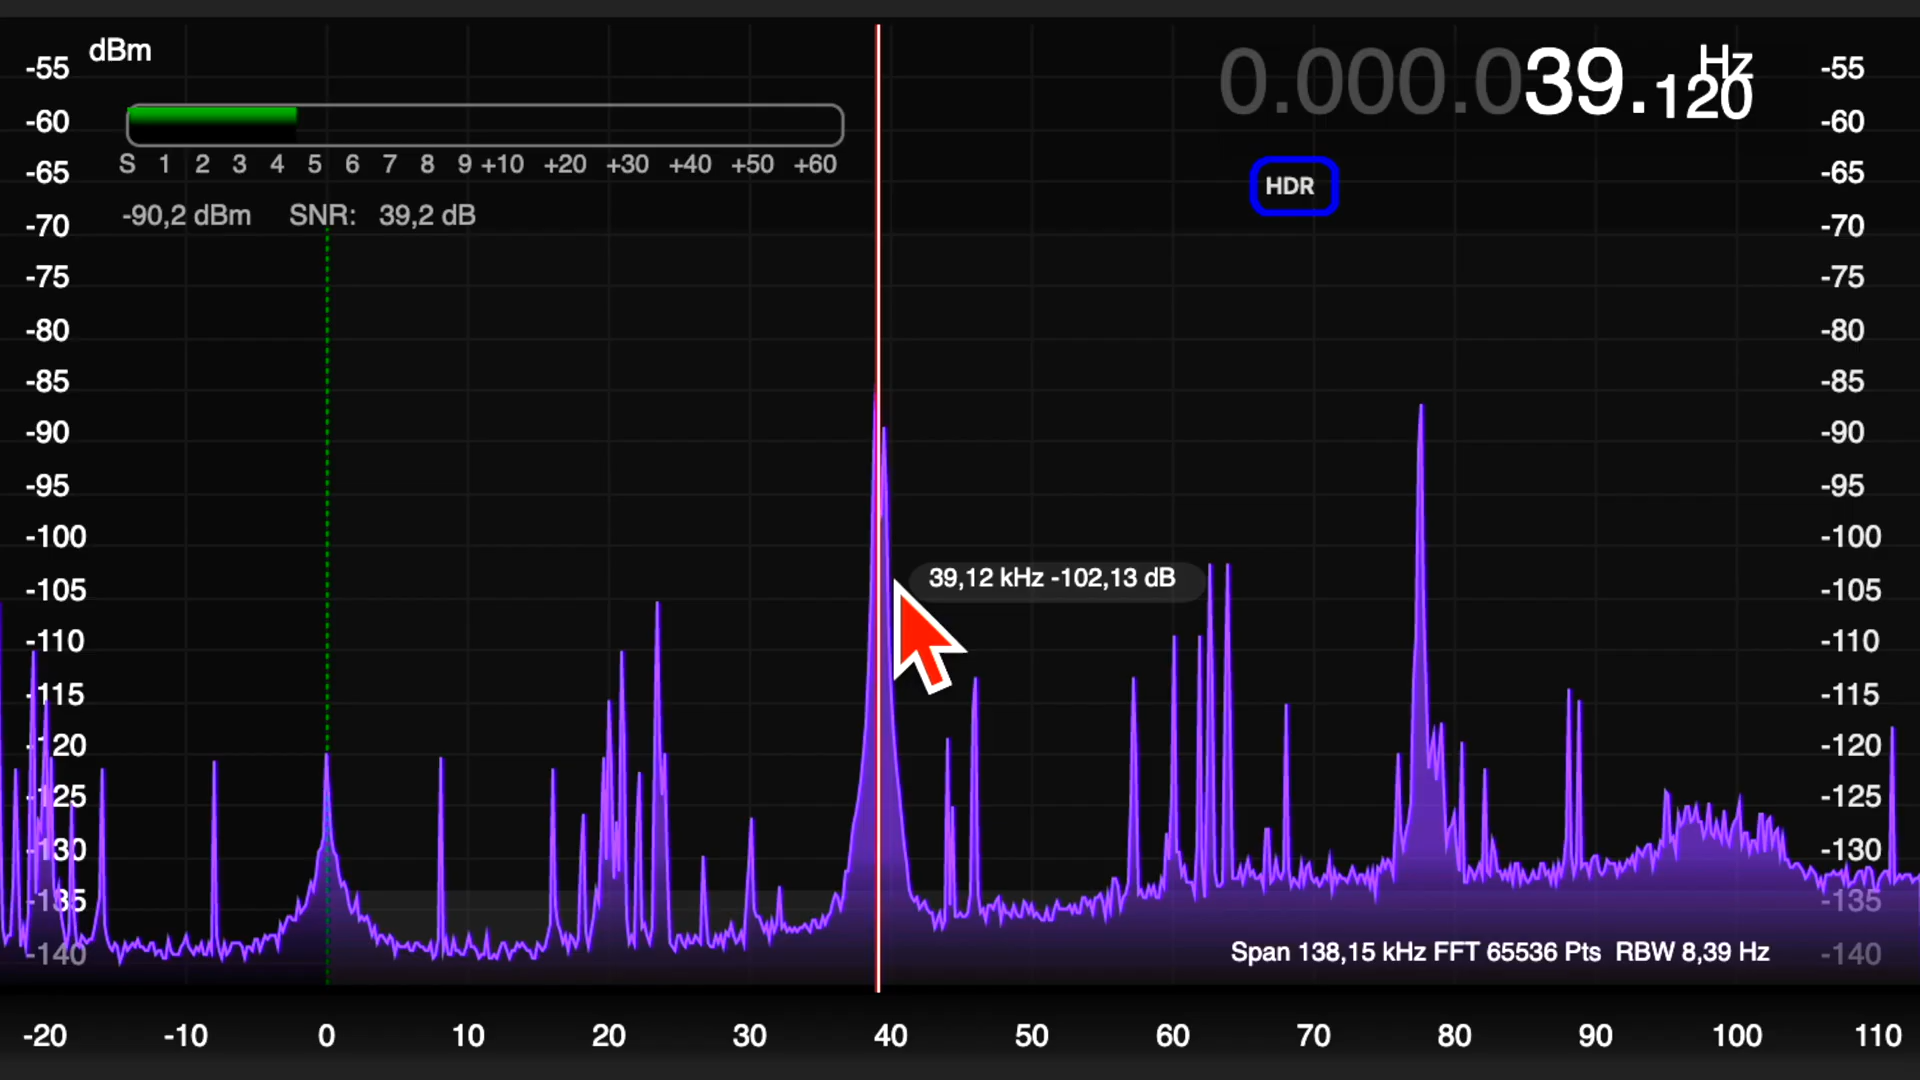 dBm
0.000.039.120 Hz
-55 -55
-60 -60
S 1 2 3 4 5 6 7 8 9 +10 +20 +30 +40 +50 +60
-65 HDR -65
-90,2 dBm SNR: 39,2 dB
-70 -70
-75 -75
-80 -80
-85 -85
-90 -90
-95 -95
-100 -100
39,12 kHz -102,13 dB
-105 -105
-110 -110
-115 -115
-120 -120
-125 -125
-130 -130
-135 -135
-140 Span 138,15 kHz FFT 65536 Pts RBW 8,39 Hz -140
-20 -10 0 10 20 30 40 50 60 70 80 90 100 110